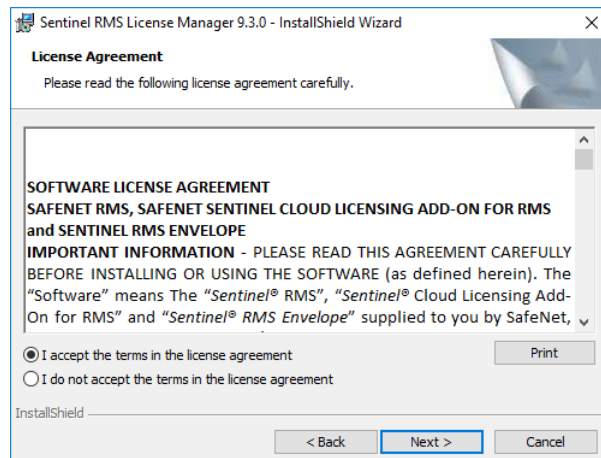 Sentinel RMS License Manager 9.3.0 - InstallShield Wizard
License Agreement
Please read the following license agreement carefully.
SOFTWARE LICENSE AGREEMENT
SAFENET RMS, SAFENET SENTINEL CLOUD LICENSING ADD-ON FOR RMS
and SENTINEL RMS ENVELOPE
IMPORTANT INFORMATION - PLEASE READ THIS AGREEMENT CAREFULLY
BEFORE INSTALLING OR USING THE SOFTWARE (as defined herein). The
“Software” means The “Sentinel® RMS”, “Sentinel® Cloud Licensing Add-
On for RMS” and “Sentinel® RMS Envelope” supplied to you by SafeNet,
I accept the terms in the license agreement
Print
I do not accept the terms in the license agreement
InstallShield
< Back
Next >
Cancel